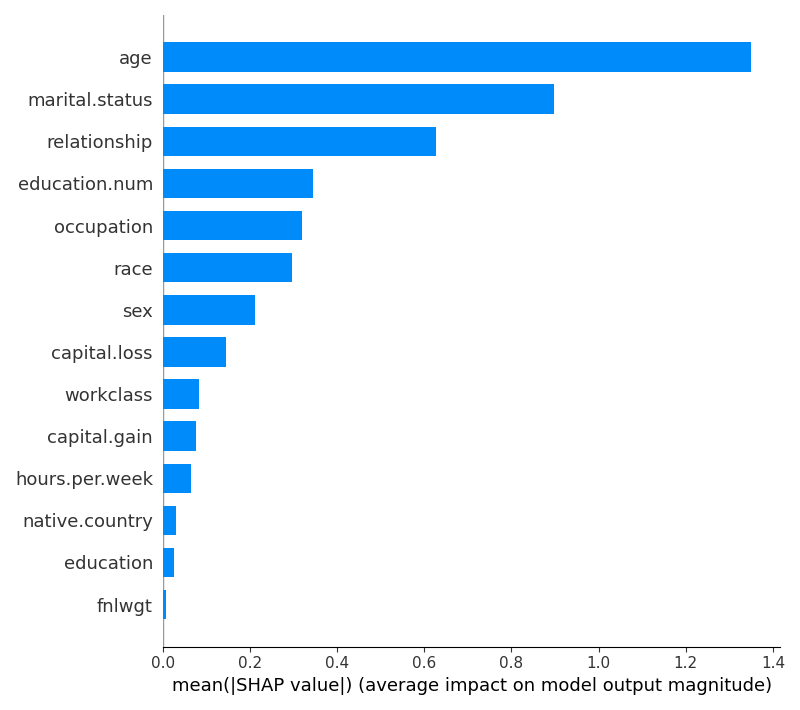 age
marital.status
relationship
education.num
occupation
race
sex
capital.loss
workclass
capital.gain
hours.per.week
native.country
education
fnlwgt
0.0 0.2 0.4 0.6 0.8 1.0 1.2 1.4
mean(|SHAP value|) (average impact on model output magnitude)